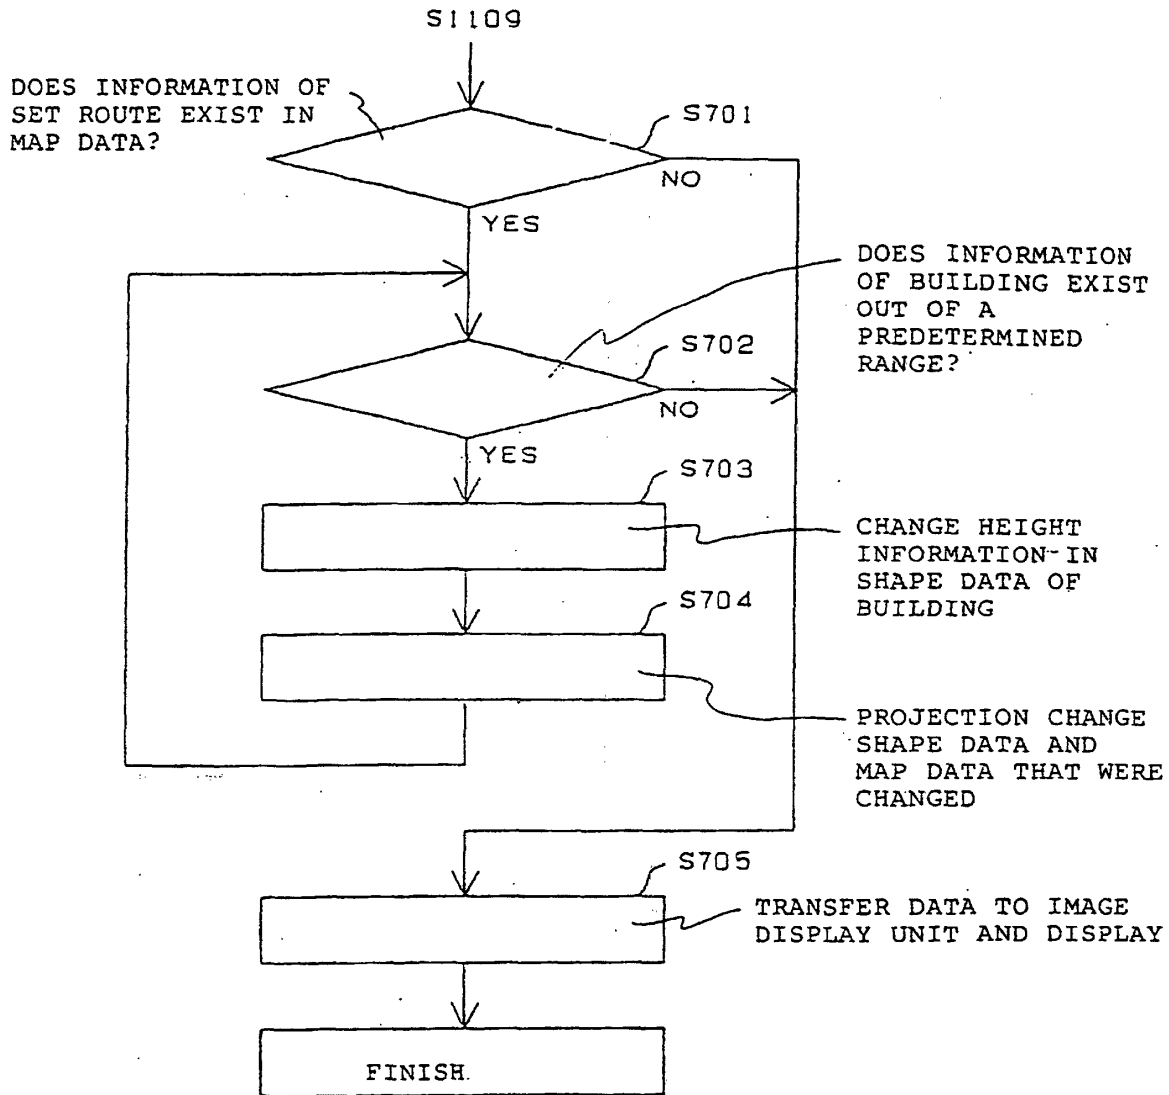 S1109
DOES INFORMATION OF
SET ROUTE EXIST IN
MAP DATA?
S701
NO
YES
DOES INFORMATION
OF BUILDING EXIST
OUT OF A
PREDETERMINED
RANGE?
S702
NO
YES
S703
CHANGE HEIGHT
INFORMATION-IN
SHAPE DATA OF
BUILDING
S704
PROJECTION CHANGE
SHAPE DATA AND
MAP DATA THAT WERE
CHANGED
S705
TRANSFER DATA TO IMAGE
DISPLAY UNIT AND DISPLAY
FINISH